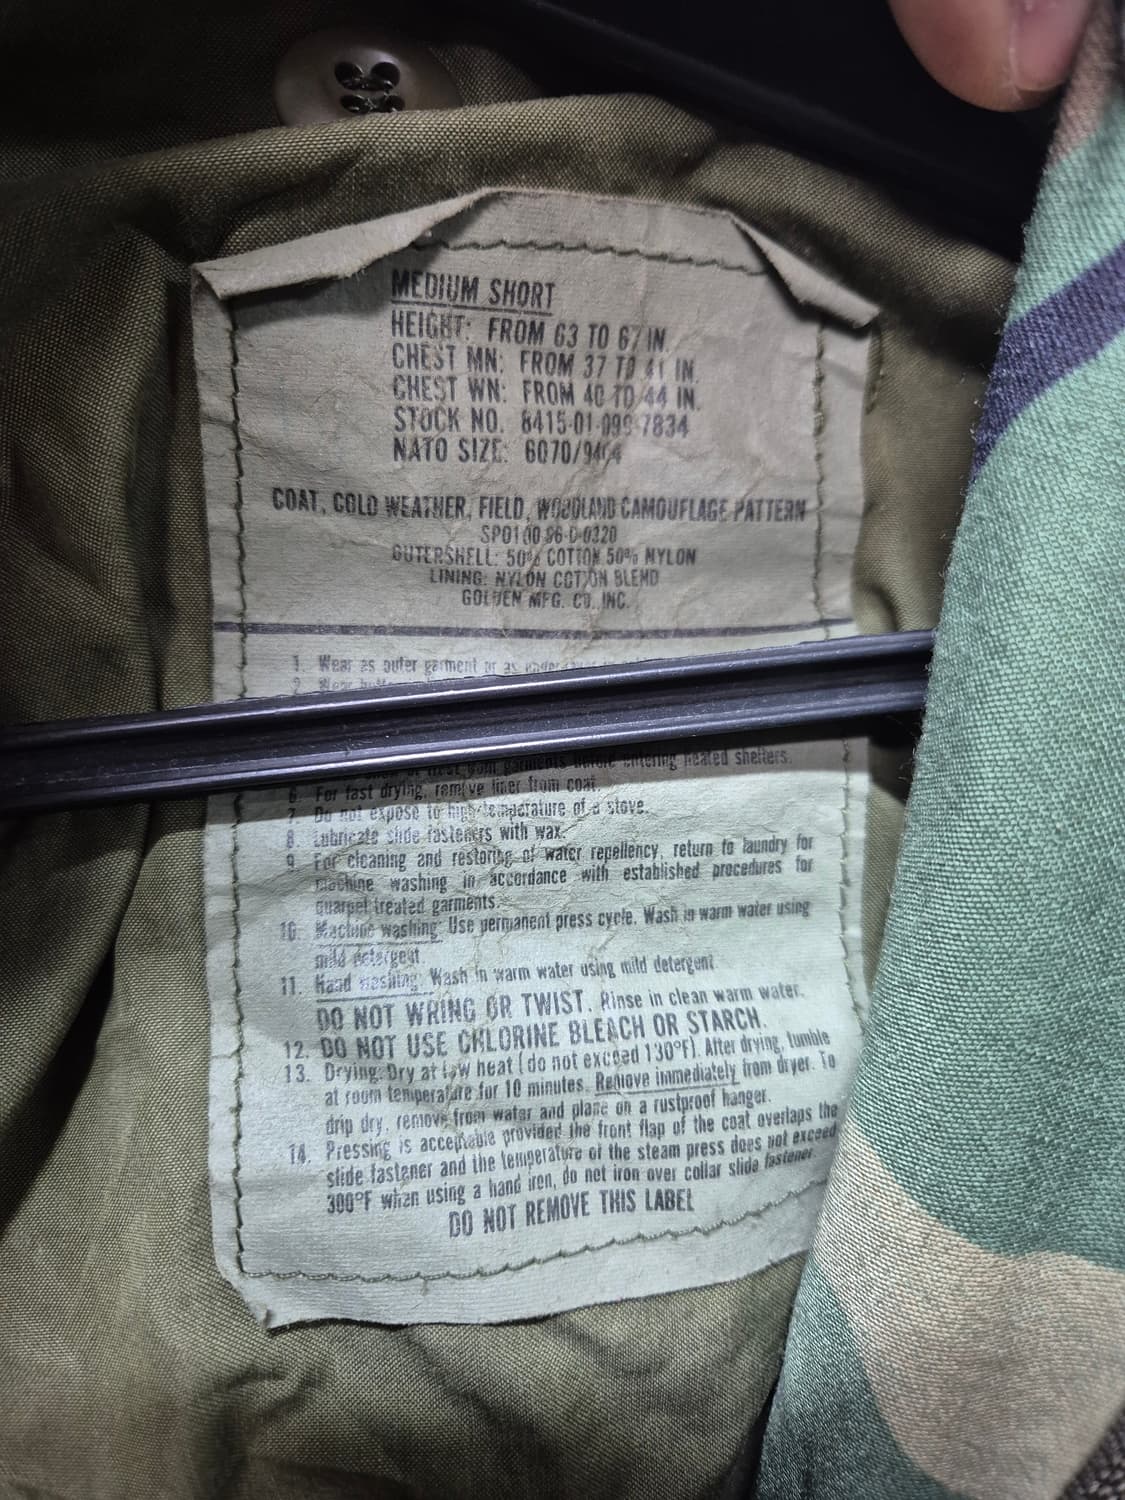 MEDIUM SHORT
HEIGHT: FROM 63 TO 67 IN.
CHEST MN: FROM 37 TO 41 IN.
CHEST WN: FROM 40 TO 44 IN.
STOCK NO. 8415-01-099-7834
NATO SIZE: 6070/9404
COAT, COLD WEATHER, FIELD, WOODLAND CAMOUFLAGE PATTERN
SPO100-96-D-0320
OUTERSHELL: 50% COTTON 50% NYLON
LINING: NYLON COTTON BLEND
GOLDEN MFG. CO., INC.
1. Wear as outer garment or as
2. Wear
garments before entering heated shelters.
6. For fast drying, remove liner from coat.
7. Do not expose to high temperature of a stove.
8. Lubricate slide fasteners with wax.
9. For cleaning and restoring of water repellency, return to laundry for
machine washing in accordance with established procedures for
quarpel treated garments.
10. Machine washing: Use permanent press cycle. Wash in warm water using
mild detergent.
11. Hand washing: Wash in warm water using mild detergent.
DO NOT WRING OR TWIST. Rinse in clean warm water.
12. DO NOT USE CHLORINE BLEACH OR STARCH.
13. Drying: Dry at low heat (do not exceed 130°F). After drying, tumble
at room temperature for 10 minutes. Remove immediately from dryer. To
drip dry, remove from water and place on a rustproof hanger.
14. Pressing is acceptable provided the front flap of the coat overlaps the
slide fastener and the temperature of the steam press does not exceed
300°F when using a hand iron, do not iron over collar slide fastener.
DO NOT REMOVE THIS LABEL